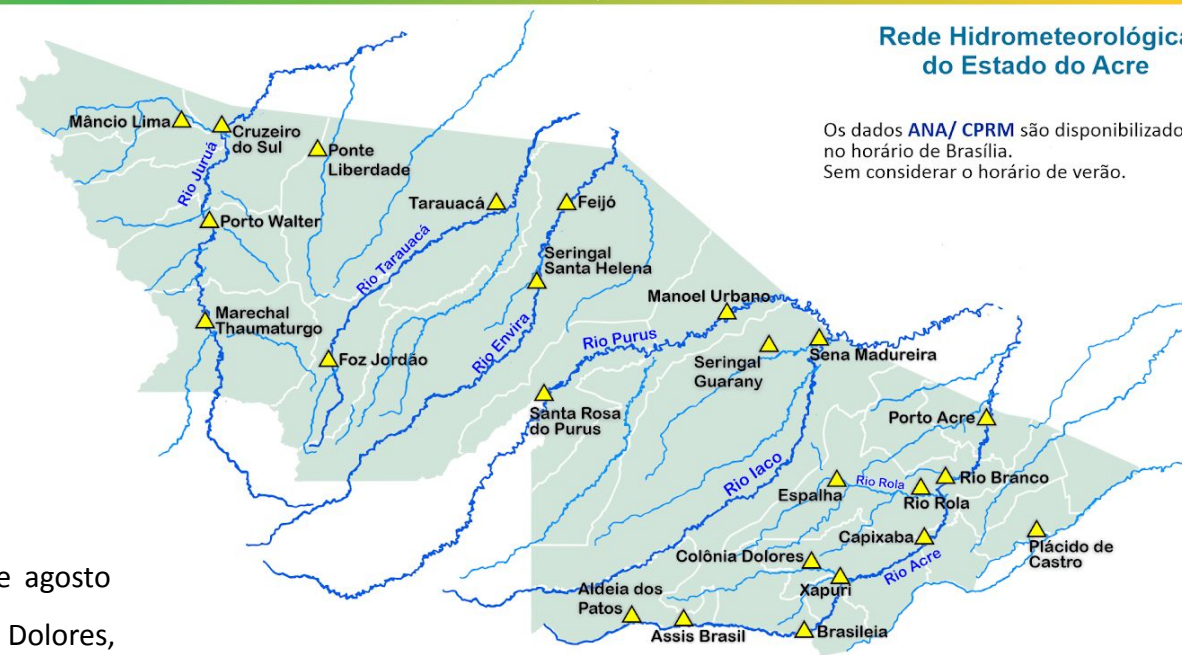 Rede Hidrometeorológica
do Estado do Acre
Os dados ANA/ CPRM são disponibilizado
no horário de Brasília.
Sem considerar o horário de verão.
Mâncio Lima
Cruzeiro
do Sul
Ponte
Liberdade
Rio Juruá
Porto Walter
Tarauacá
Feijó
Rio Tarauacá
Seringal
Santa Helena
Marechal
Thaumaturgo
Foz Jordão
Rio Envira
Manoel Urbano
Rio Purus
Seringal
Guarany
Sena Madureira
Santa Rosa
do Purus
Porto Acre
Rio Iaco
Espalha
Rio Rola
Rio Rola
Rio Branco
Capixaba
Plácido de
Castro
Colônia Dolores
Rio Acre
Xapuri
Aldeia dos
Patos
Assis Brasil
Brasileia
e agosto
Dolores,